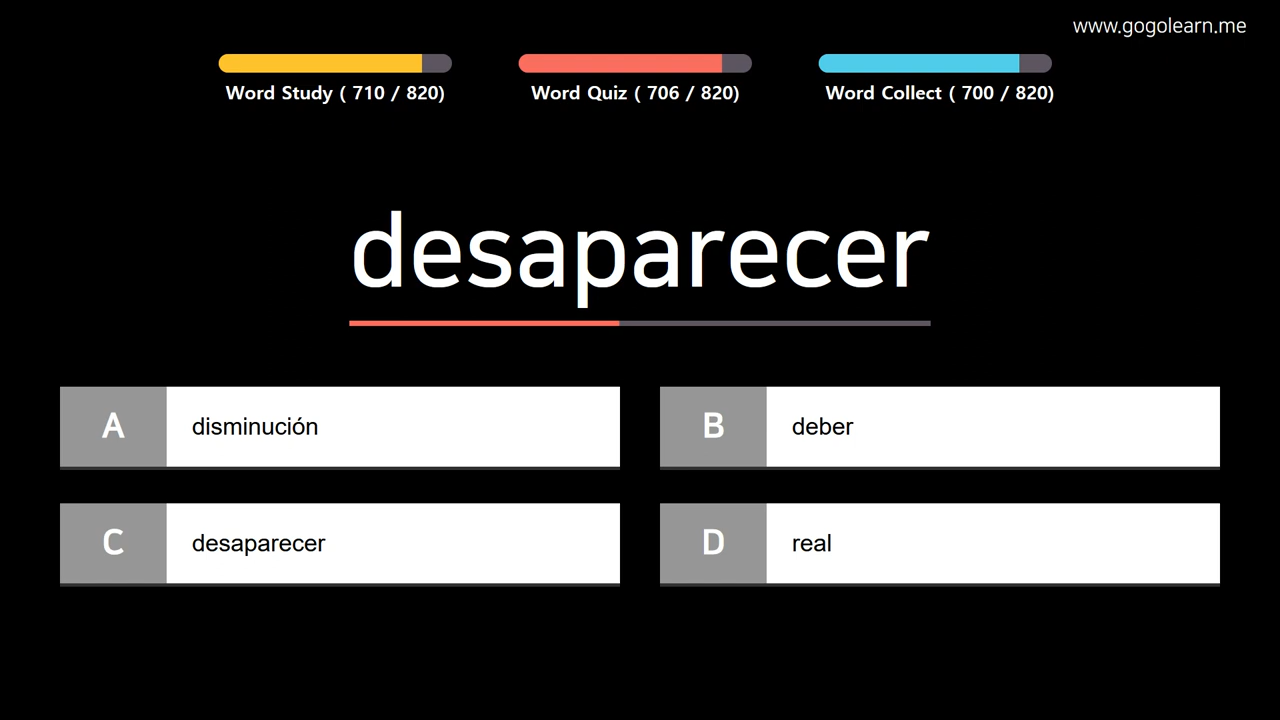 www.gogolearn.me
Word Study ( 710 / 820)
Word Quiz ( 706 / 820)
Word Collect ( 700 / 820)
desaparecer
A disminución
B deber
C desaparecer
D real